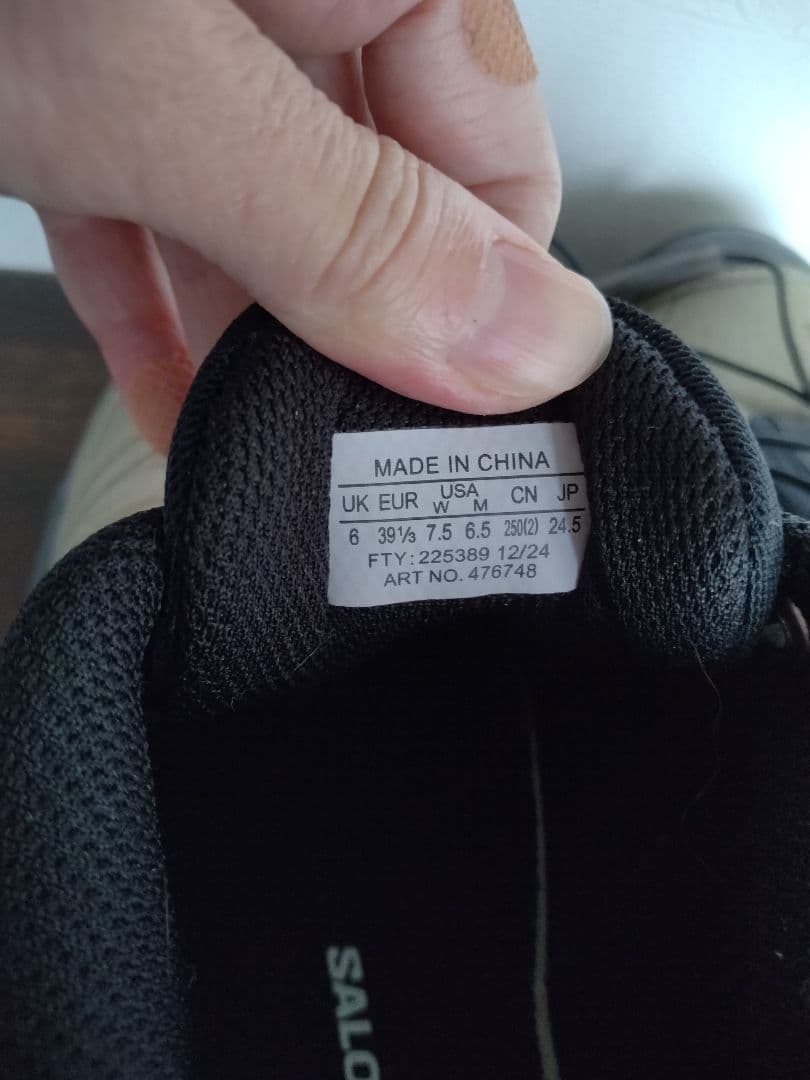 MADE IN CHINA
UK EUR USA W M CN JP
6 39⅓ 7.5 6.5 250(2) 24.5
FTY: 225389 12/24
ART NO. 476748
SALO